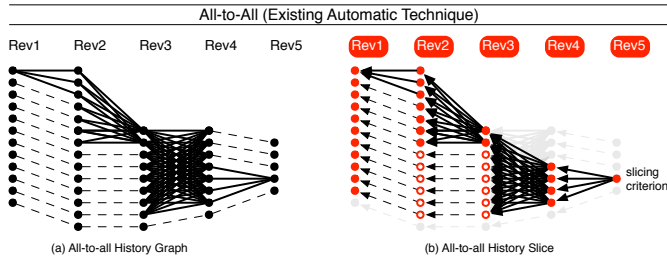 All-to-All (Existing Automatic Technique)
Rev1 Rev2 Rev3 Rev4 Rev5 Rev1 Rev2 Rev3 Rev4 Rev5
slicing
criterion
(a) All-to-all History Graph (b) All-to-all History Slice